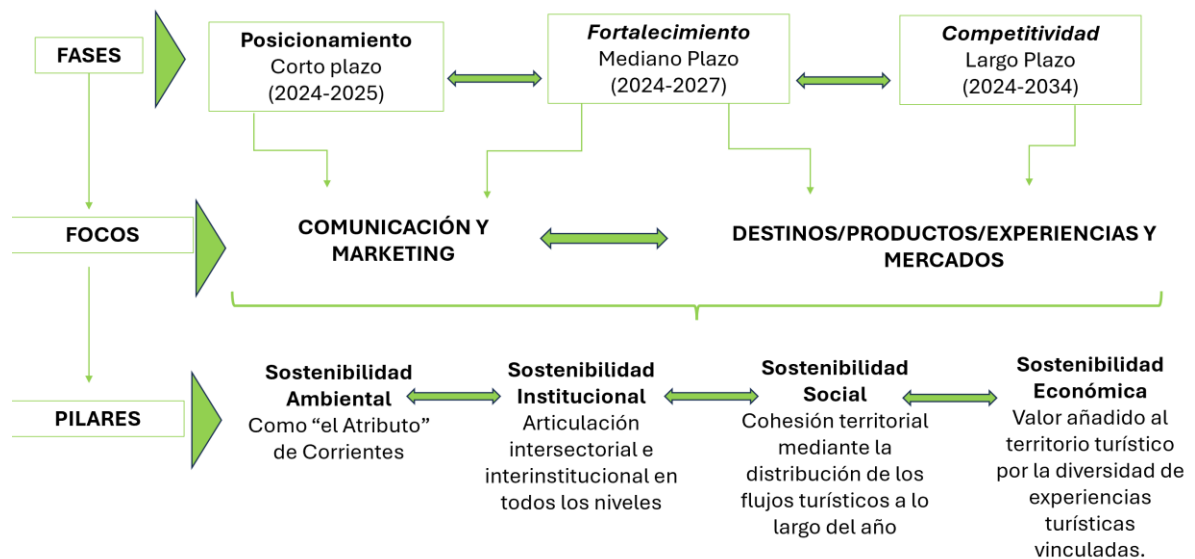 FASES
Posicionamiento
Corto plazo
(2024-2025)
Fortalecimiento
Mediano Plazo
(2024-2027)
Competitividad
Largo Plazo
(2024-2034)
FOCOS
COMUNICACIÓN Y
MARKETING
DESTINOS/PRODUCTOS/EXPERIENCIAS Y
MERCADOS
PILARES
Sostenibilidad
Ambiental
Como “el Atributo”
de Corrientes
Sostenibilidad
Institucional
Articulación
intersectorial e
interinstitucional en
todos los niveles
Sostenibilidad
Social
Cohesión territorial
mediante la
distribución de los
flujos turísticos a lo
largo del año
Sostenibilidad
Económica
Valor añadido al
territorio turístico
por la diversidad de
experiencias
turísticas
vinculadas.